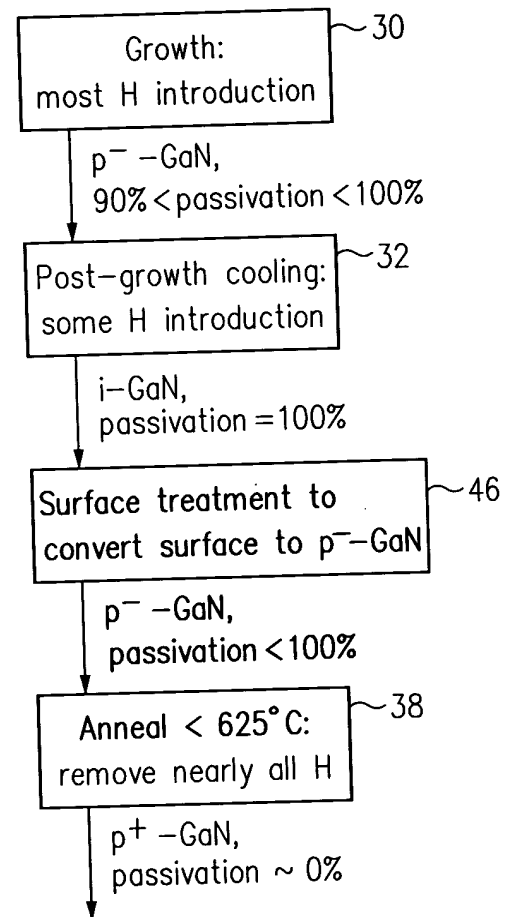 Growth:
most H introduction
30
p⁻ -GaN,
90%<passivation<100%
Post-growth cooling:
some H introduction
32
i-GaN,
passivation=100%
Surface treatment to
convert surface to p⁻-GaN
46
p⁻ -GaN,
passivation<100%
Anneal < 625°C:
remove nearly all H
38
p⁺ -GaN,
passivation ~ 0%